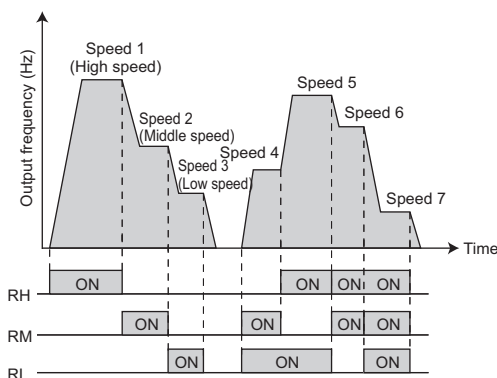 Output frequency (Hz)
Speed 1
(High speed)
Speed 2
(Middle speed)
Speed 3
(Low speed)
Speed 4
Speed 5
Speed 6
Speed 7
Time
RH
ON
ON
ON
ON
RM
ON
ON
ON
ON
RL
ON
ON
ON